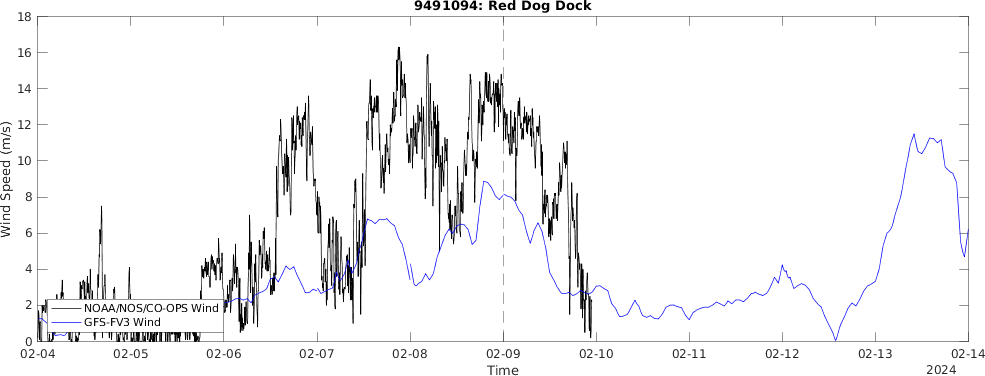 9491094: Red Dog Dock
18
16
14
12
10
8
6
4
2
0
Wind Speed (m/s)
NOAA/NOS/CO-OPS Wind
GFS-FV3 Wind
02-04 02-05 02-06 02-07 02-08 02-09 02-10 02-11 02-12 02-13 02-14
Time
2024